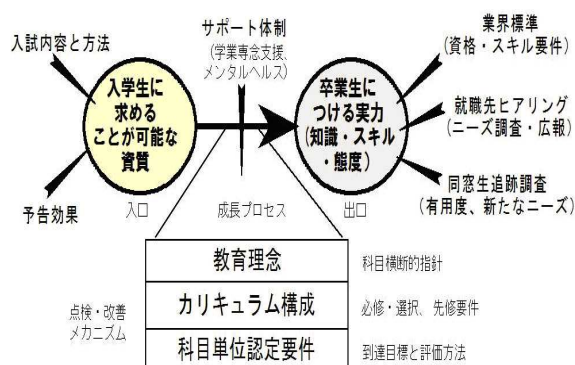 サポート体制
(学業専念支援、
メンタルヘルス)
業界標準
(資格・スキル要件)
入試内容と方法
入学生に
求める
ことが可能な
資質
卒業生に
つける実力
(知識・スキル
・態度)
就職先ヒアリング
(ニーズ調査・広報)
同窓生追跡調査
(有用度、新たなニーズ)
予告効果
入口
成長プロセス
出口
教育理念
科目横断的指針
点検・改善
メカニズム
カリキュラム構成
必修・選択、先修要件
科目単位認定要件
到達目標と評価方法